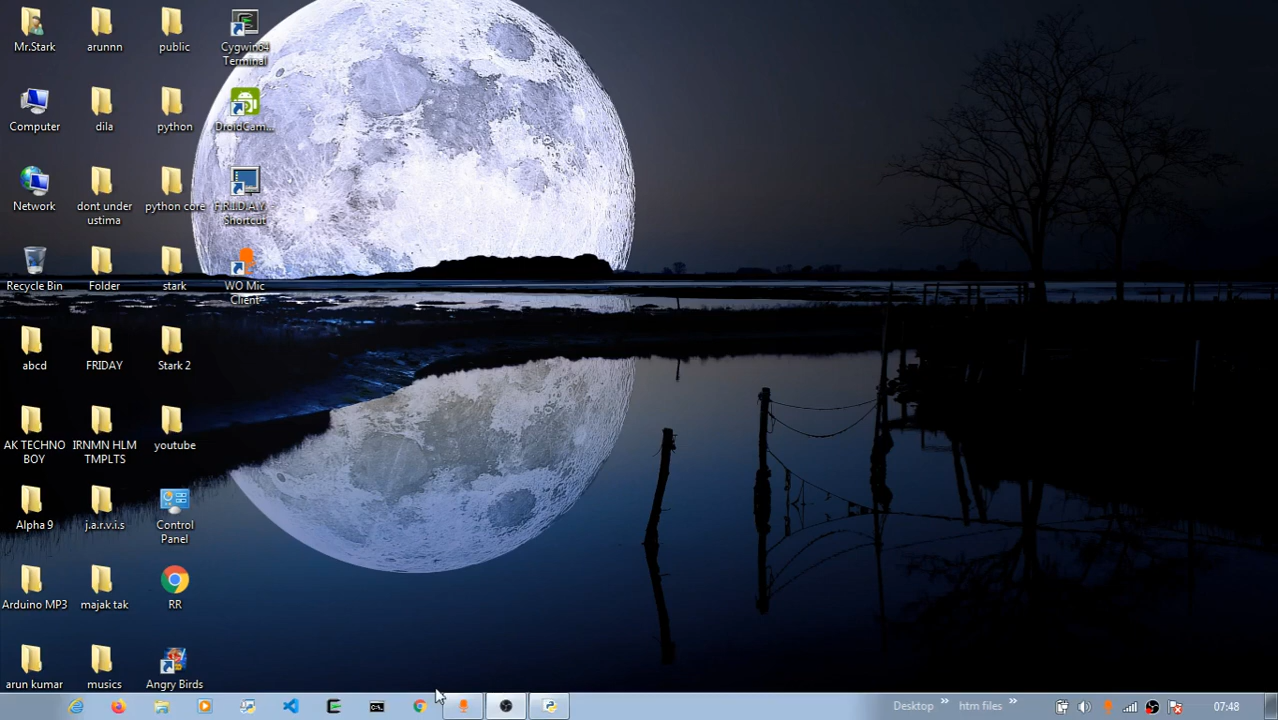 Mr.Stark
arunnn
public
Cygwin64
Terminal
Computer
dila
python
DroidCam...
Network
dont under
ustima
python core
F.R.I.D.A.Y
Shortcut
Recycle Bin
Folder
stark
WO Mic
Client
abcd
FRIDAY
Stark 2
AK TECHNO
BOY
IRNMN HLM
TMPLTS
youtube
Alpha 9
j.a.r.v.i.s
Control
Panel
Arduino MP3
majak tak
RR
arun kumar
musics
Angry Birds
Desktop
htm files
07:48